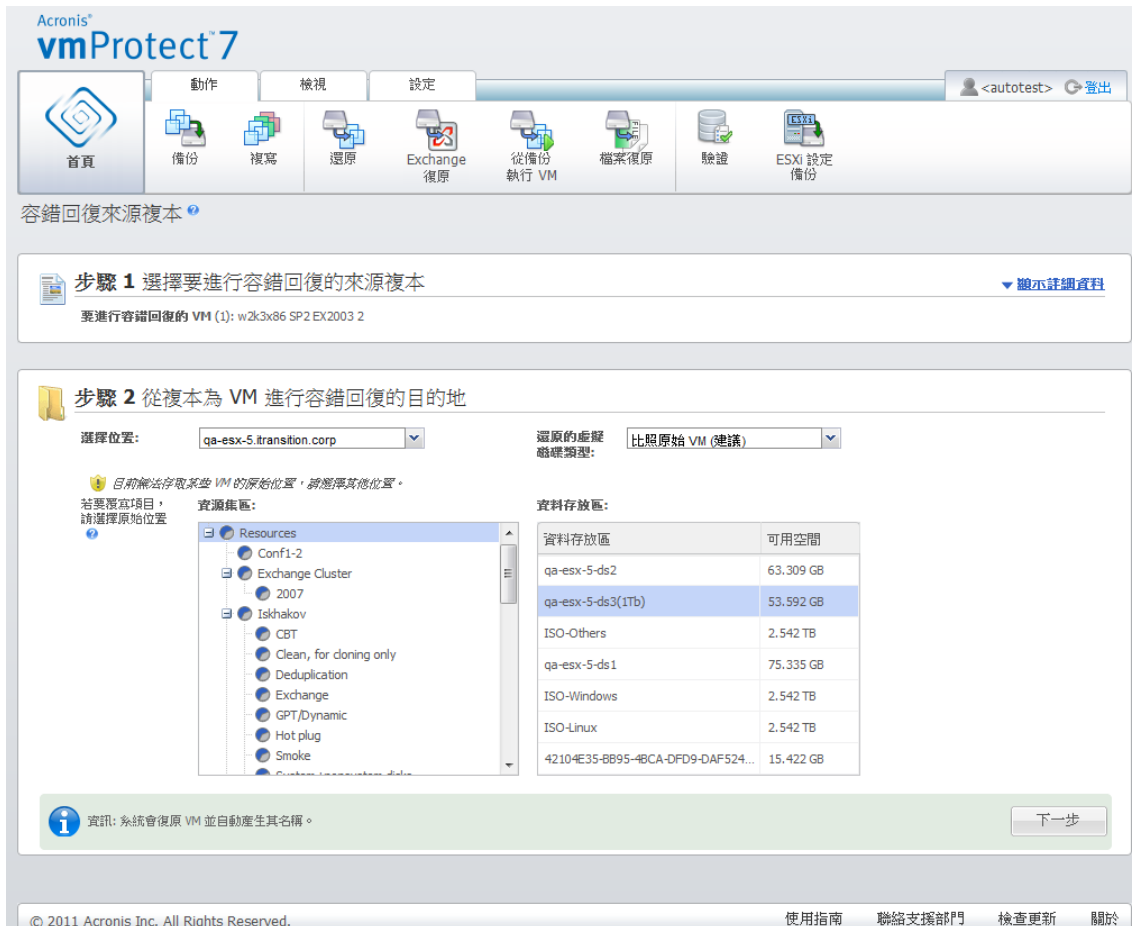 Acronis®
vmProtect™7
動作
檢視
設定
<autotest>
登出
首頁
備份
複寫
還原
Exchange
復原
從備份
執行 VM
檔案復原
驗證
ESXi 設定
備份
容錯回復來源複本
步驟 1 選擇要進行容錯回復的來源複本
顯示詳細資料
要進行容錯回復的 VM (1): w2k3x86 SP2 EX2003 2
步驟 2 從複本為 VM 進行容錯回復的目的地
選擇位置:
qa-esx-5.itransition.corp
還原的虛擬
磁碟類型:
比照原始 VM (建議)
目前無法存取某些 VM 的原始位置，請選擇其他位置。
若要覆寫項目，
請選擇原始位置
資源集區:
Resources
Conf1-2
Exchange Cluster
2007
Iskhakov
CBT
Clean, for cloning only
Deduplication
Exchange
GPT/Dynamic
Hot plug
Smoke
資料存放區:
資料存放區 可用空間
qa-esx-5-ds2 63.309 GB
qa-esx-5-ds3(1Tb) 53.592 GB
ISO-Others 2.542 TB
qa-esx-5-ds1 75.335 GB
ISO-Windows 2.542 TB
ISO-Linux 2.542 TB
42104E35-BB95-4BCA-DFD9-DAF524... 15.422 GB
資訊: 系統會復原 VM 並自動產生其名稱。
下一步
© 2011 Acronis Inc. All Rights Reserved.
使用指南
聯絡支援部門
檢查更新
關於